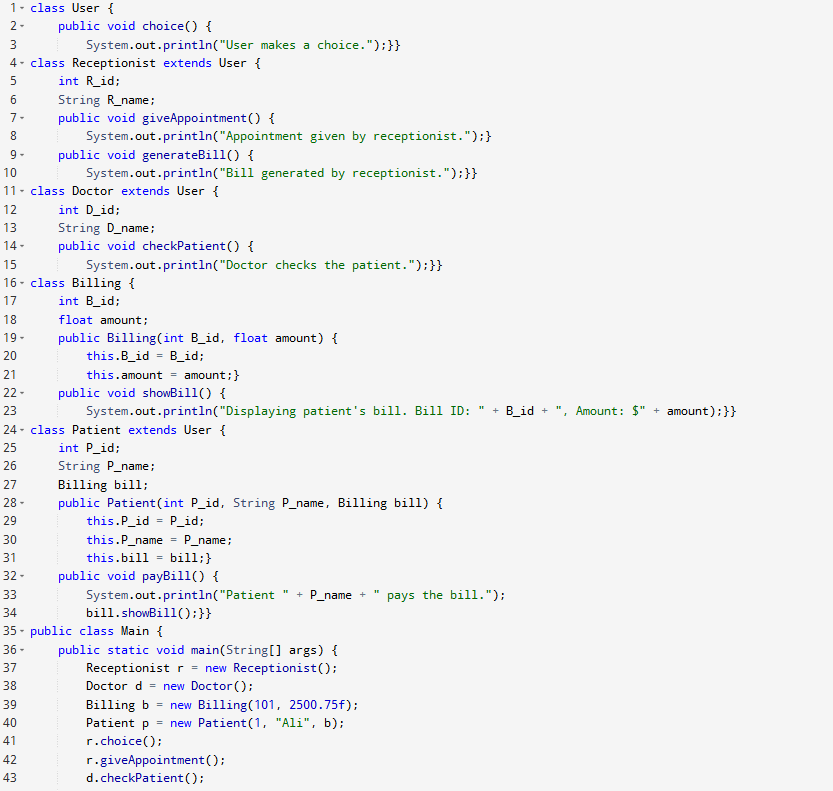 1 class User {
2     public void choice() {
3         System.out.println("User makes a choice.");}}
4 class Receptionist extends User {
5     int R_id;
6     String R_name;
7     public void giveAppointment() {
8         System.out.println("Appointment given by receptionist.");}
9     public void generateBill() {
10         System.out.println("Bill generated by receptionist.");}}
11 class Doctor extends User {
12     int D_id;
13     String D_name;
14     public void checkPatient() {
15         System.out.println("Doctor checks the patient.");}}
16 class Billing {
17     int B_id;
18     float amount;
19     public Billing(int B_id, float amount) {
20         this.B_id = B_id;
21         this.amount = amount;}
22     public void showBill() {
23         System.out.println("Displaying patient's bill. Bill ID: " + B_id + ", Amount: $" + amount);}}
24 class Patient extends User {
25     int P_id;
26     String P_name;
27     Billing bill;
28     public Patient(int P_id, String P_name, Billing bill) {
29         this.P_id = P_id;
30         this.P_name = P_name;
31         this.bill = bill;}
32     public void payBill() {
33         System.out.println("Patient " + P_name + " pays the bill.");
34         bill.showBill();}}
35 public class Main {
36     public static void main(String[] args) {
37         Receptionist r = new Receptionist();
38         Doctor d = new Doctor();
39         Billing b = new Billing(101, 2500.75f);
40         Patient p = new Patient(1, "Ali", b);
41         r.choice();
42         r.giveAppointment();
43         d.checkPatient();